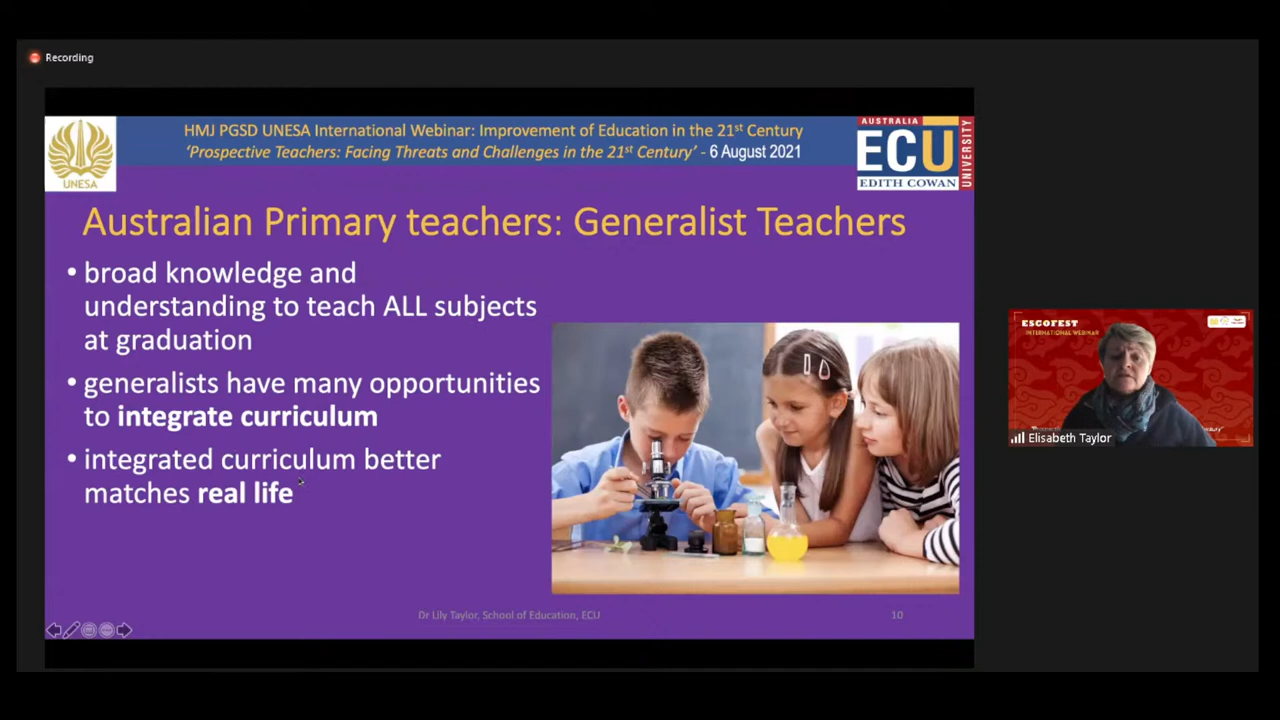 Recording
UNESA
HMJ PGSD UNESA International Webinar: Improvement of Education in the 21st Century
'Prospective Teachers: Facing Threats and Challenges in the 21st Century' - 6 August 2021
AUSTRALIA
ECU
EDITH COWAN
UNIVERSITY
Australian Primary teachers: Generalist Teachers
• broad knowledge and
understanding to teach ALL subjects
at graduation
• generalists have many opportunities
to integrate curriculum
• integrated curriculum better
matches real life
Dr Lily Taylor, School of Education, ECU
10
ESGOFEST
INTERNATIONAL WEBINAR
Elisabeth Taylor